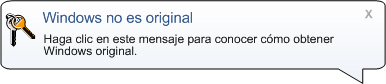 Windows no es original
X
Haga clic en este mensaje para conocer cómo obtener
Windows original.